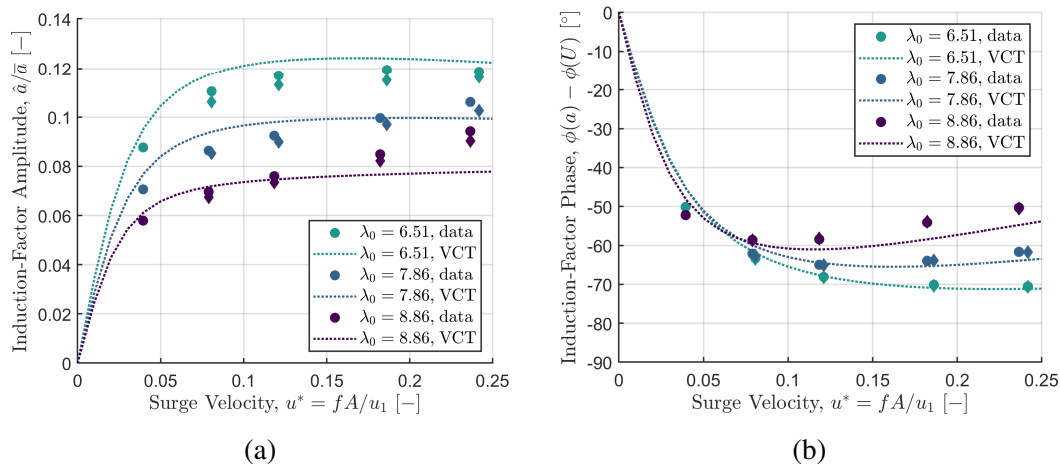 0.14
0.12
0.1
0.08
0.06
0.04
0.02
0
Induction-Factor Amplitude, â/a̅ [−]
λ₀ = 6.51, data
λ₀ = 6.51, VCT
λ₀ = 7.86, data
λ₀ = 7.86, VCT
λ₀ = 8.86, data
λ₀ = 8.86, VCT
0 0.05 0.1 0.15 0.2 0.25
Surge Velocity, u* = fA/u₁ [−]
(a)
0
-10
-20
-30
-40
-50
-60
-70
-80
-90
Induction-Factor Phase, ϕ(a) − ϕ(U) [°]
λ₀ = 6.51, data
λ₀ = 6.51, VCT
λ₀ = 7.86, data
λ₀ = 7.86, VCT
λ₀ = 8.86, data
λ₀ = 8.86, VCT
0 0.05 0.1 0.15 0.2 0.25
Surge Velocity, u* = fA/u₁ [−]
(b)